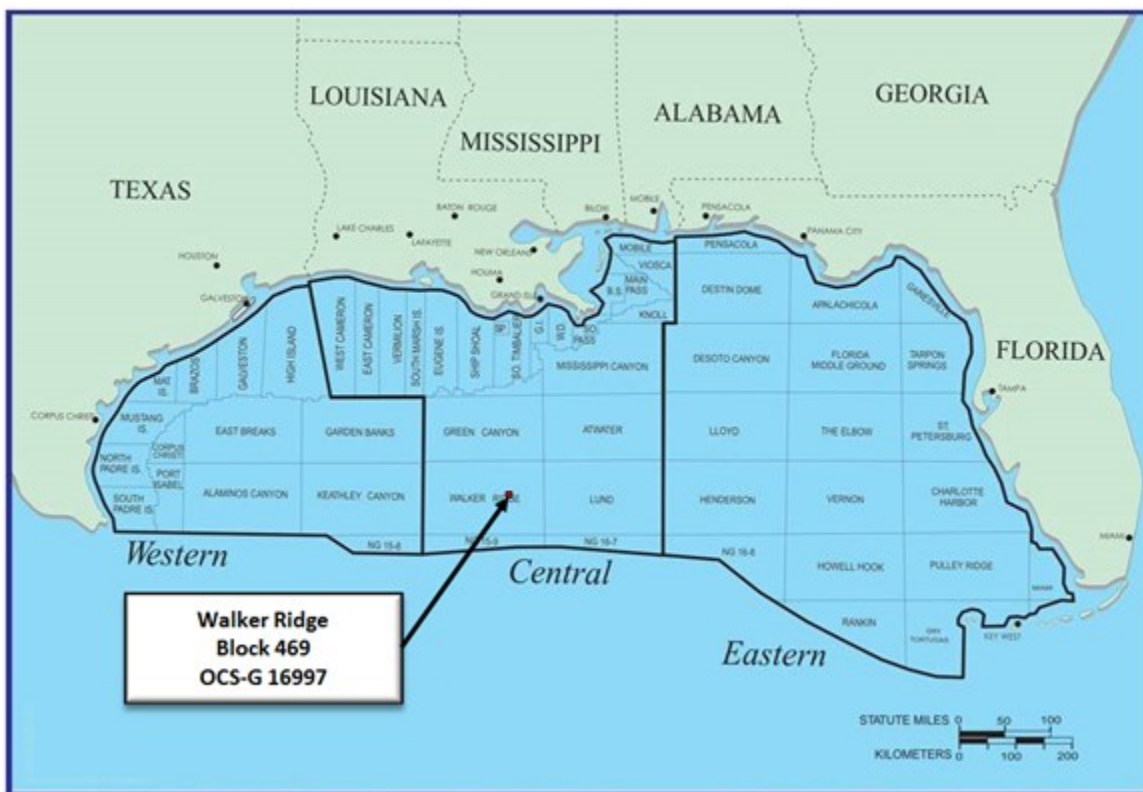 GEORGIA
LOUISIANA
ALABAMA
MISSISSIPPI
TEXAS
BATON ROUGE
BILOXI
MOBILE
PENSACOLA
LAKE CHARLES
LAFAYETTE
PANAMA CITY
NEW ORLEANS
MOBILE
PENSACOLA
HOUSTON
HOUMA
VIOSCA
MAIN
PASS
B.S.
DESTIN DOME
GALVESTON
GRAND ISLE
APALACHICOLA
GAINESVILLE
KNOLL
WEST CAMERON
EAST CAMERON
VERMILION
SOUTH MARSH IS.
EUGENE IS.
SHIP SHOAL
SO. TIMBALIER
G.I.
W.D.
SO.
PASS
FLORIDA
MAT
IS.
BRAZOS
GALVESTON
HIGH ISLAND
MISSISSIPPI CANYON
DESOTO CANYON
FLORIDA
MIDDLE GROUND
TARPON
SPRINGS
TAMPA
CORPUS CHRISTI
MUSTANG
IS.
EAST BREAKS
GARDEN BANKS
GREEN CANYON
ATWATER
LLOYD
THE ELBOW
ST.
PETERSBURG
NORTH
PADRE IS.
CORPUS
CHRISTI
PORT
ISABEL
SOUTH
PADRE IS.
ALAMINOS CANYON
KEATHLEY CANYON
WALKER RIDGE
LUND
HENDERSON
VERNON
CHARLOTTE
HARBOR
MIAMI
NG 15-8
NG 15-9
NG 16-7
NG 16-8
Western
Central
Eastern
HOWELL HOOK
PULLEY RIDGE
MIAMI
RANKIN
DRY
TORTUGAS
KEY WEST
Walker Ridge
Block 469
OCS-G 16997
STATUTE MILES 0 50 100
KILOMETERS 0 100 200